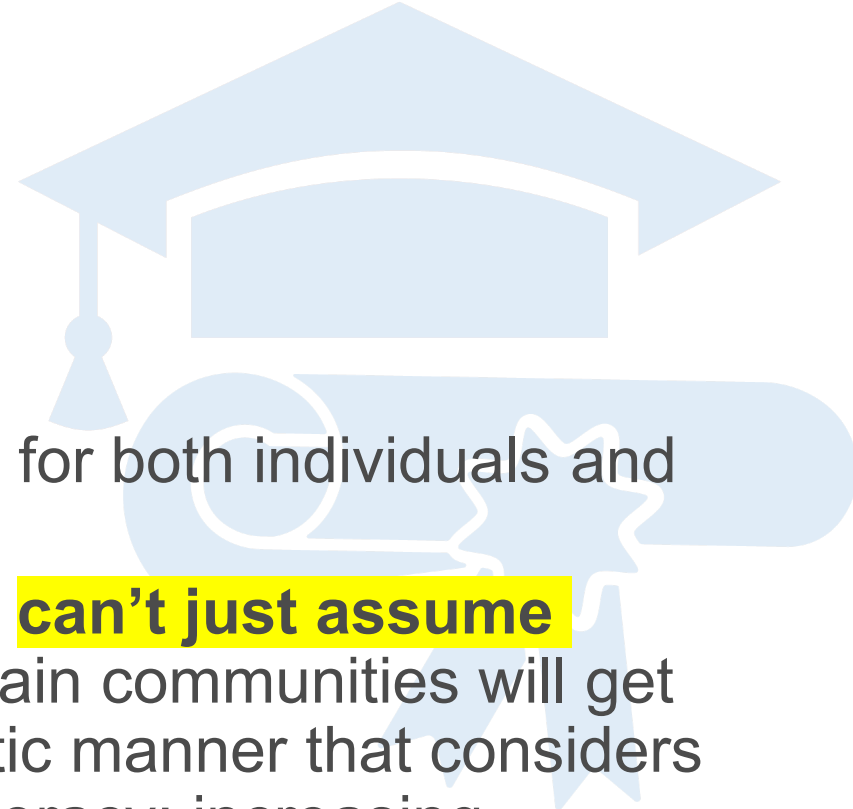 for both individuals and
can’t just assume
ain communities will get
tic manner that considers